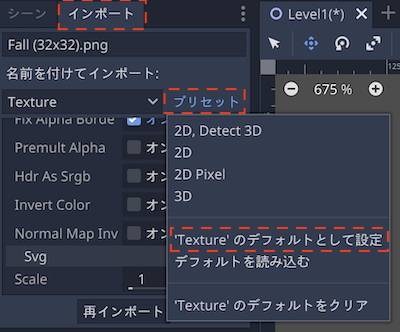 シーン インポート
Fall (32x32).png
名前を付けてインポート:
Texture
プリセット
Fix Alpha Borde オ
Premult Alpha オン
Hdr As Srgb オン
Invert Color オン
Normal Map Inv オン
Svg
Scale 1
再インポート
Level1(*)
125
675 %
2D, Detect 3D
2D
2D Pixel
3D
'Texture' のデフォルトとして設定
デフォルトを読み込む
'Texture' のデフォルトをクリア